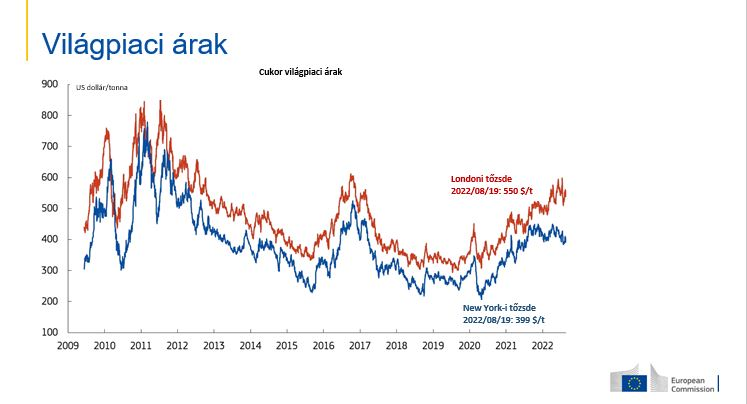 Világpiaci árak
Cukor világpiaci árak
US dollár/tonna
900
800
700
600
500
400
300
200
100
Londoni tőzsde
2022/08/19: 550 $/t
New York-i tőzsde
2022/08/19: 399 $/t
2009 2010 2011 2012 2013 2014 2015 2016 2017 2018 2019 2020 2021 2022
European
Commission